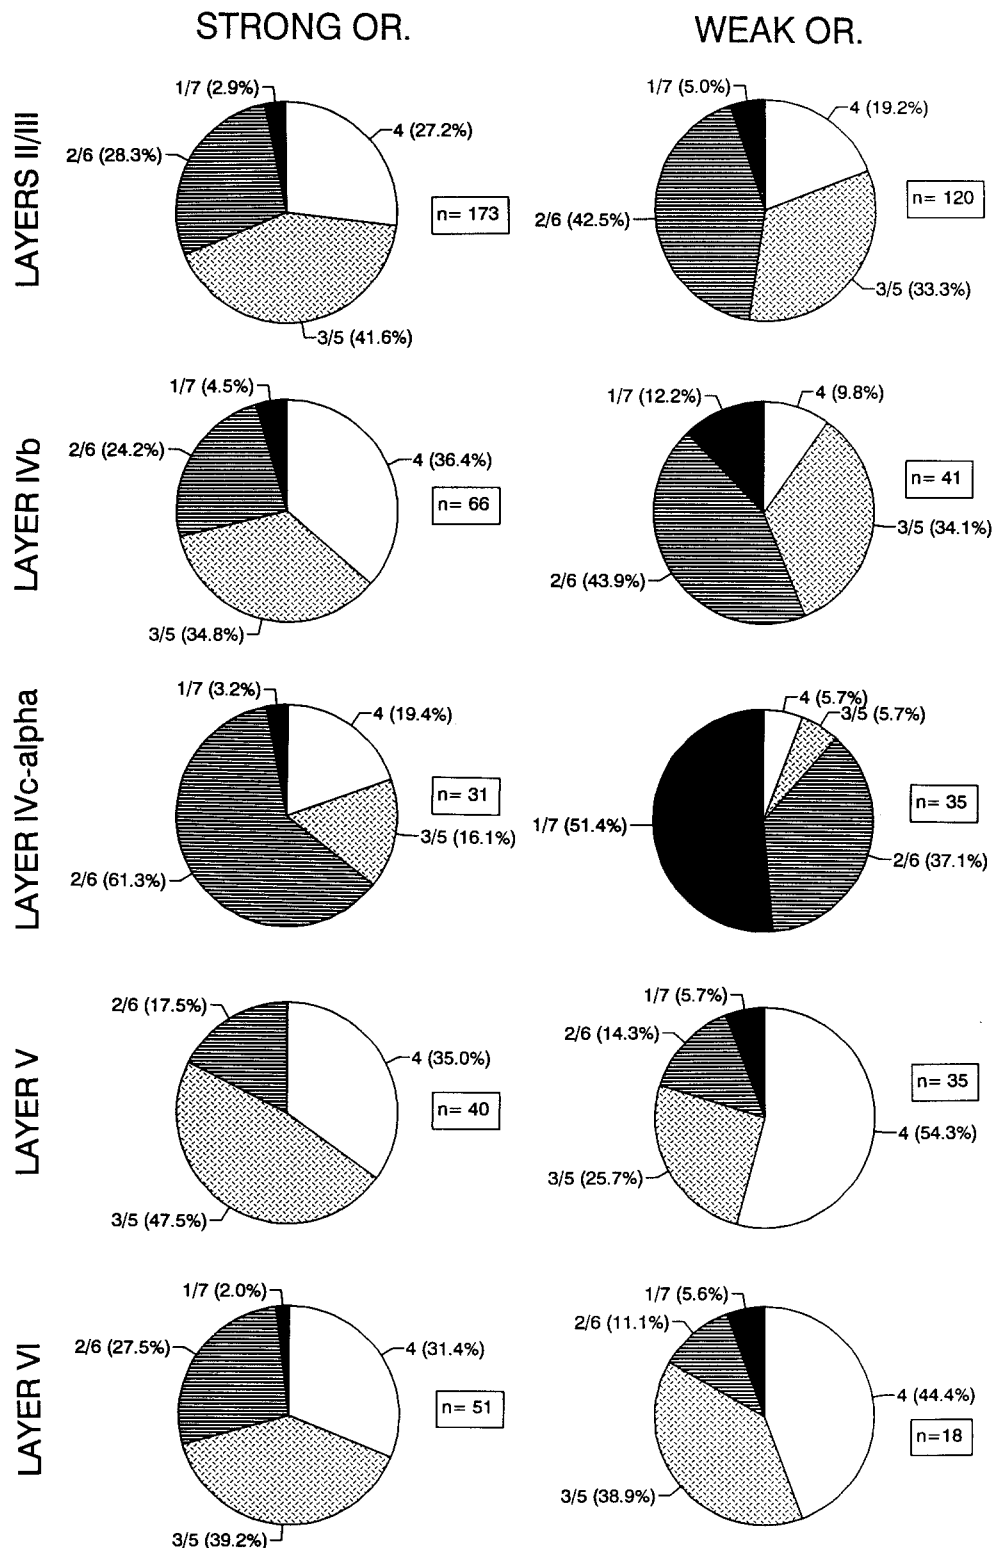 STRONG OR.
WEAK OR.
LAYERS II/III
1/7 (2.9%)
4 (27.2%)
2/6 (28.3%)
n= 173
3/5 (41.6%)
1/7 (5.0%)
4 (19.2%)
2/6 (42.5%)
n= 120
3/5 (33.3%)
LAYER IVb
1/7 (4.5%)
2/6 (24.2%)
4 (36.4%)
n= 66
3/5 (34.8%)
1/7 (12.2%)
4 (9.8%)
n= 41
3/5 (34.1%)
2/6 (43.9%)
LAYER IVc-alpha
1/7 (3.2%)
4 (19.4%)
n= 31
3/5 (16.1%)
2/6 (61.3%)
4 (5.7%)
3/5 (5.7%)
n= 35
1/7 (51.4%)
2/6 (37.1%)
LAYER V
2/6 (17.5%)
4 (35.0%)
n= 40
3/5 (47.5%)
1/7 (5.7%)
2/6 (14.3%)
n= 35
4 (54.3%)
3/5 (25.7%)
LAYER VI
1/7 (2.0%)
2/6 (27.5%)
4 (31.4%)
n= 51
3/5 (39.2%)
1/7 (5.6%)
2/6 (11.1%)
4 (44.4%)
n=18
3/5 (38.9%)